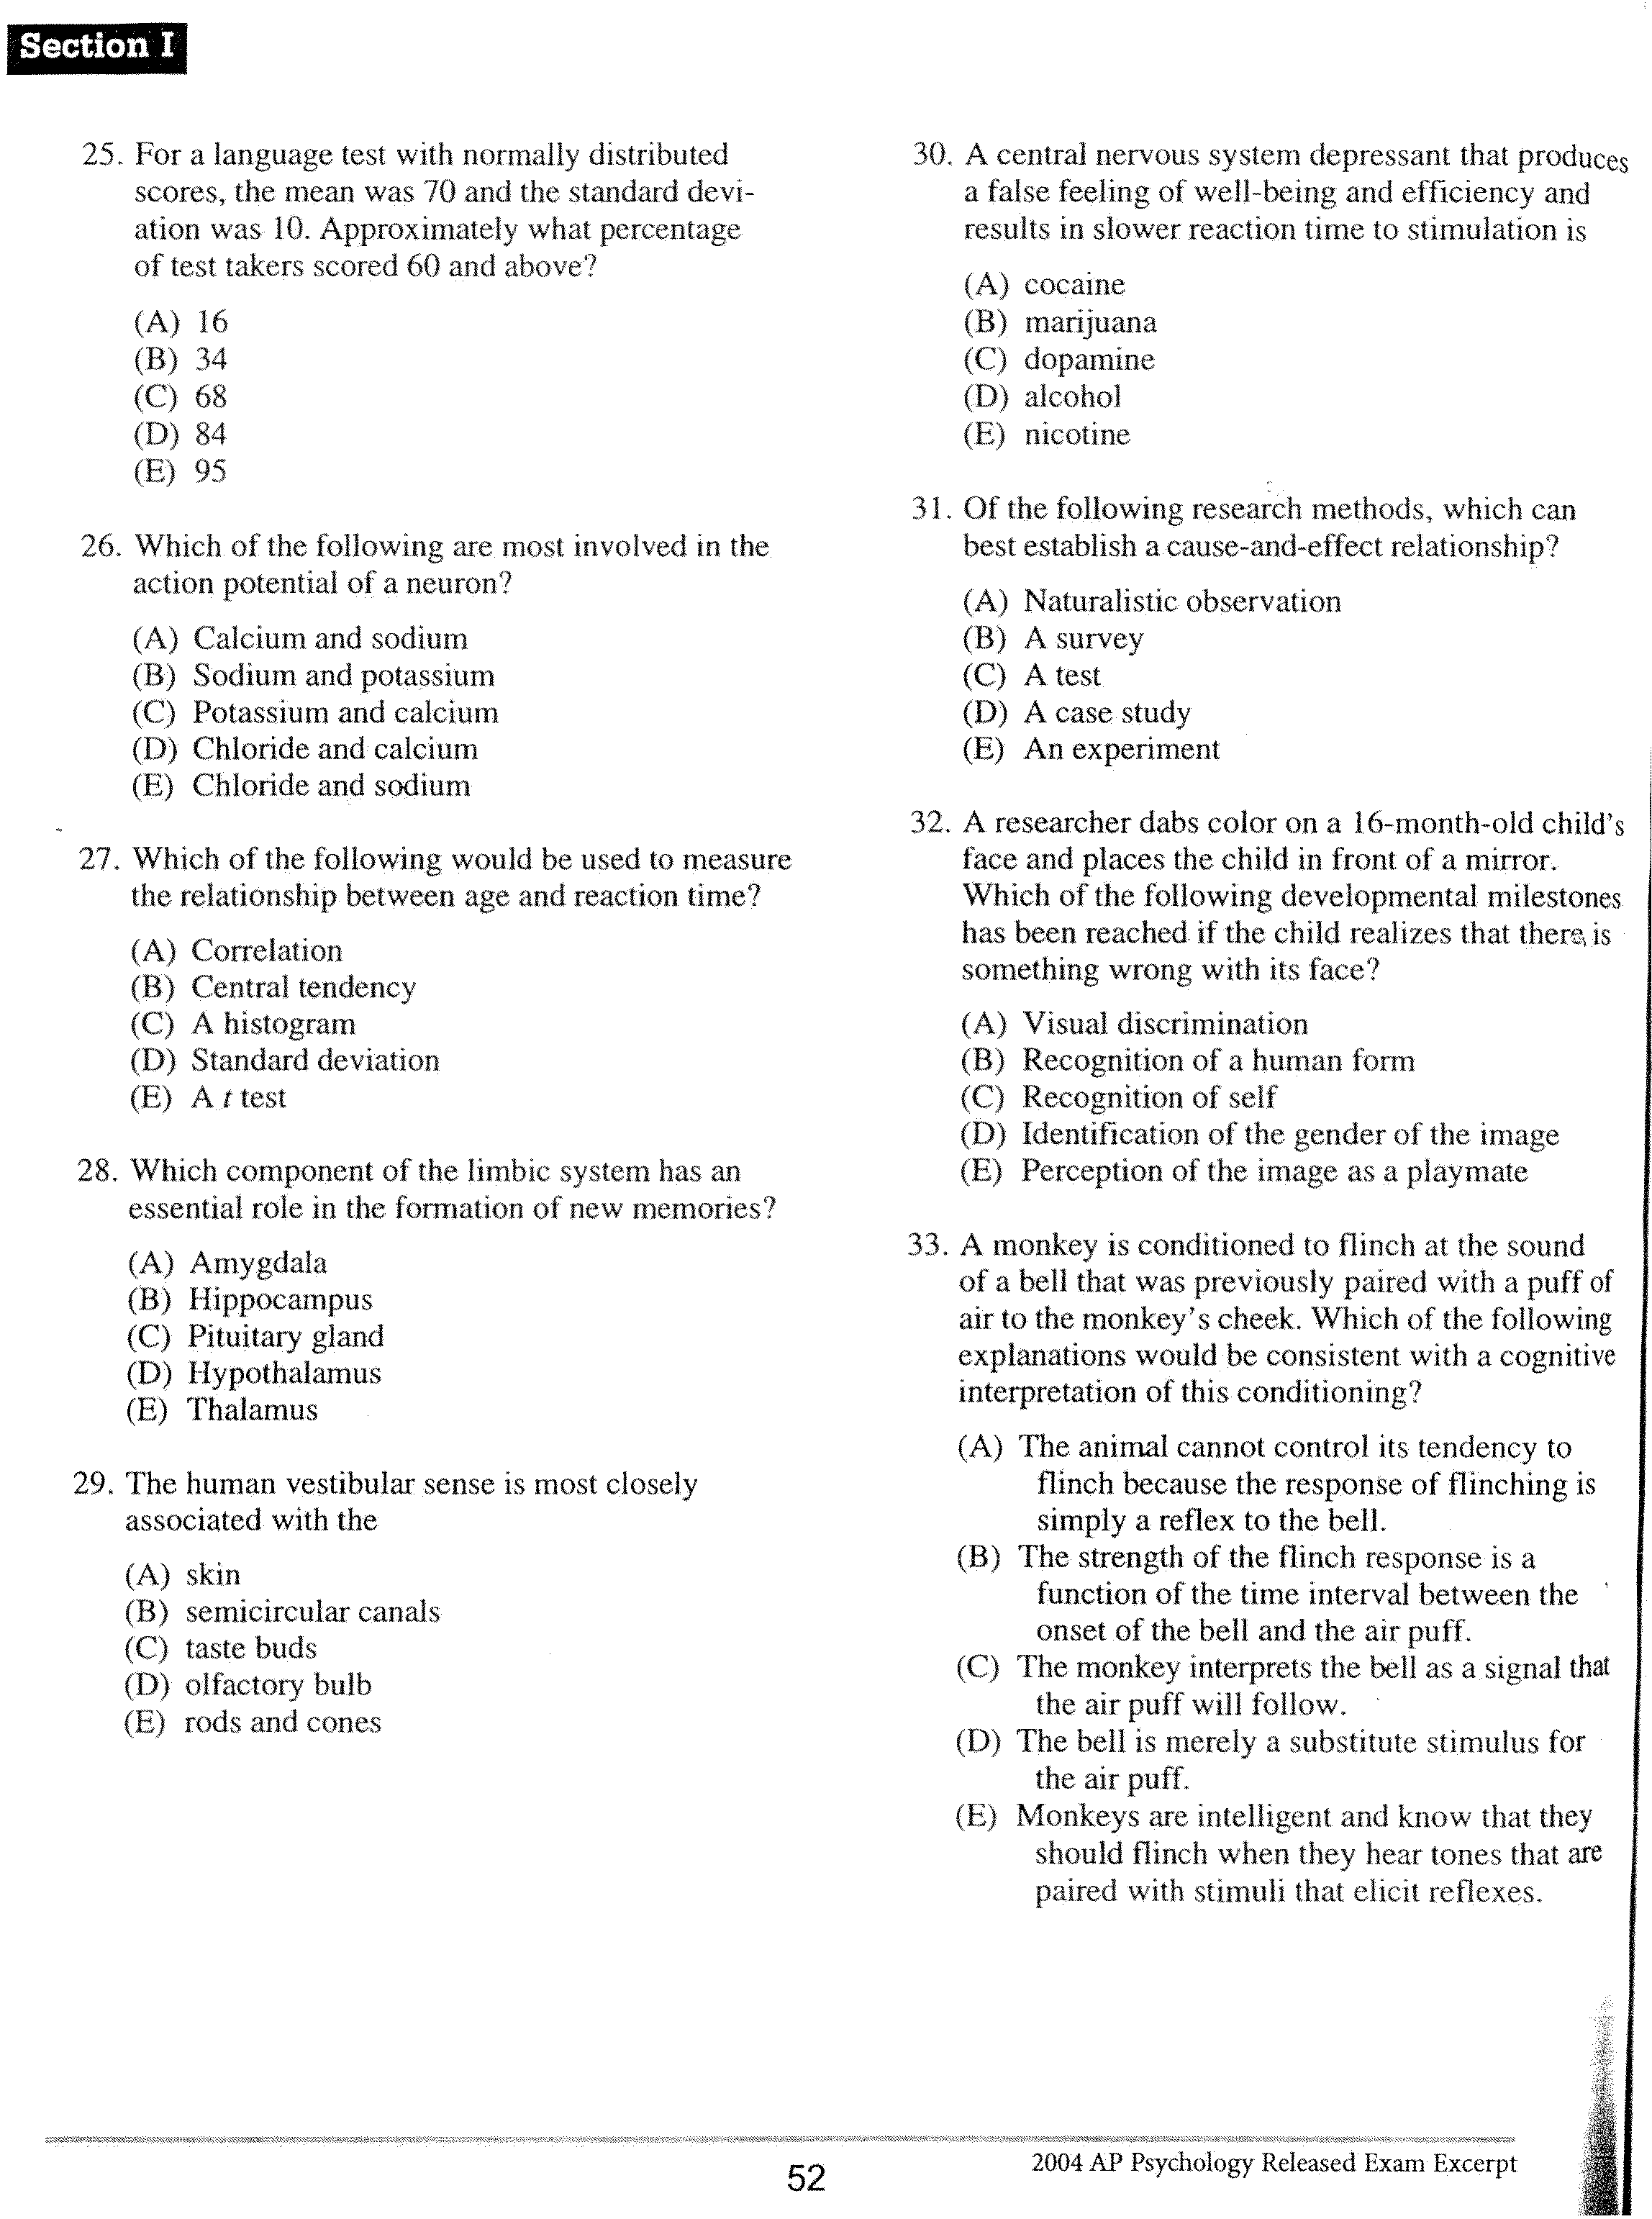 Section I
25. For a language test with normally distributed
scores, the mean was 70 and the standard devi-
ation was 10. Approximately what percentage
of test takers scored 60 and above?
(A) 16
(B) 34
(C) 68
(D) 84
(E) 95
26. Which of the following are most involved in the
action potential of a neuron?
(A) Calcium and sodium
(B) Sodium and potassium
(C) Potassium and calcium
(D) Chloride and calcium
(E) Chloride and sodium
27. Which of the following would be used to measure
the relationship between age and reaction time?
(A) Correlation
(B) Central tendency
(C) A histogram
(D) Standard deviation
(E) A t test
28. Which component of the limbic system has an
essential role in the formation of new memories?
(A) Amygdala
(B) Hippocampus
(C) Pituitary gland
(D) Hypothalamus
(E) Thalamus
29. The human vestibular sense is most closely
associated with the
(A) skin
(B) semicircular canals
(C) taste buds
(D) olfactory bulb
(E) rods and cones
30. A central nervous system depressant that produces
a false feeling of well-being and efficiency and
results in slower reaction time to stimulation is
(A) cocaine
(B) marijuana
(C) dopamine
(D) alcohol
(E) nicotine
31. Of the following research methods, which can
best establish a cause-and-effect relationship?
(A) Naturalistic observation
(B) A survey
(C) A test
(D) A case study
(E) An experiment
32. A researcher dabs color on a 16-month-old child's
face and places the child in front of a mirror.
Which of the following developmental milestones
has been reached if the child realizes that there is
something wrong with its face?
(A) Visual discrimination
(B) Recognition of a human form
(C) Recognition of self
(D) Identification of the gender of the image
(E) Perception of the image as a playmate
33. A monkey is conditioned to flinch at the sound
of a bell that was previously paired with a puff of
air to the monkey's cheek. Which of the following
explanations would be consistent with a cognitive
interpretation of this conditioning?
(A) The animal cannot control its tendency to
flinch because the response of flinching is
simply a reflex to the bell.
(B) The strength of the flinch response is a
function of the time interval between the
onset of the bell and the air puff.
(C) The monkey interprets the bell as a signal that
the air puff will follow.
(D) The bell is merely a substitute stimulus for
the air puff.
(E) Monkeys are intelligent and know that they
should flinch when they hear tones that are
paired with stimuli that elicit reflexes.
52
2004 AP Psychology Released Exam Excerpt